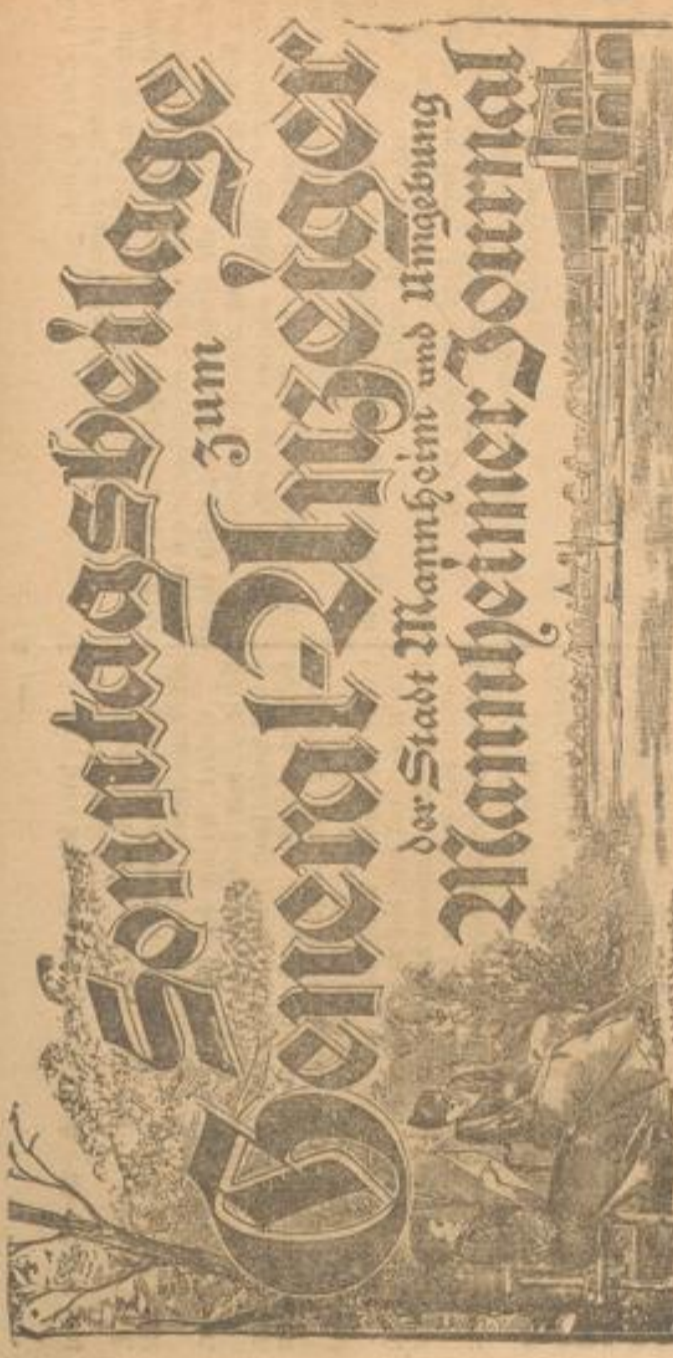 Sonntagsbeilage
zum
General-Anzeiger
der Stadt Mannheim und Umgebung
Mannheimer Journal